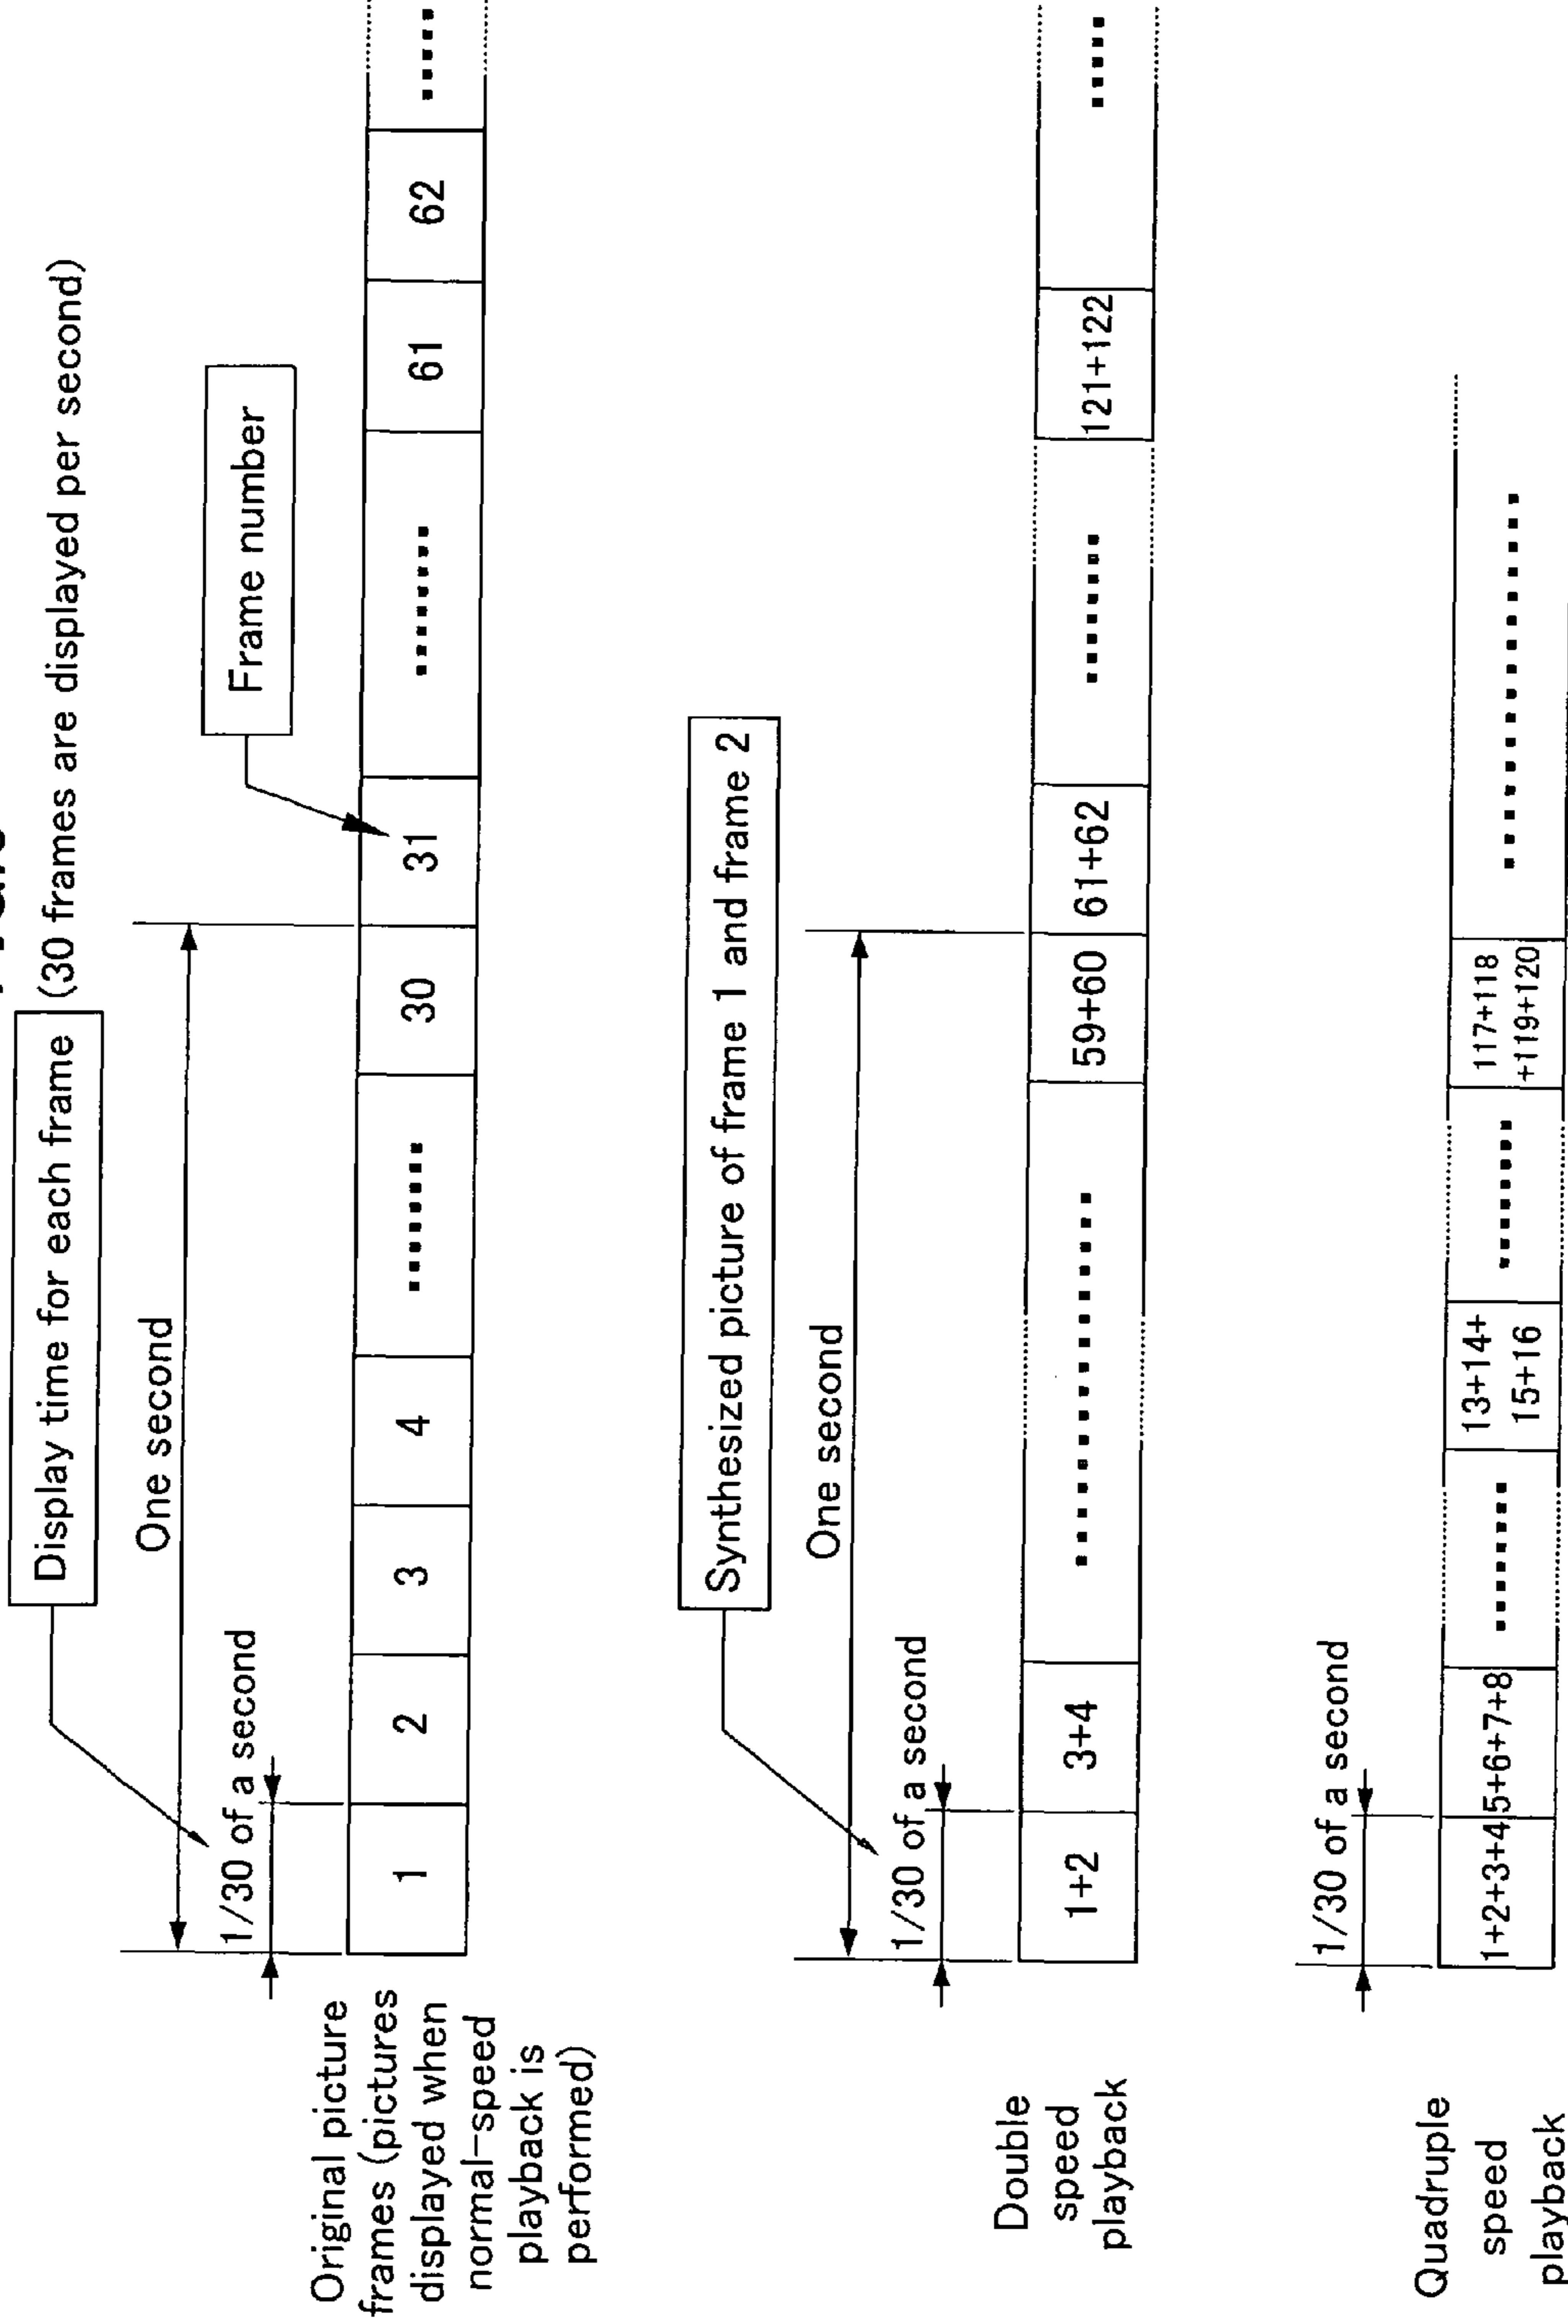 Display time for each frame
(30 frames are displayed per second)
One second
1/30 of a second
Frame number
Original picture
frames (pictures
displayed when
normal-speed
playback is
performed)
1
2
3
4
30
31
61
62
Synthesized picture of frame 1 and frame 2
One second
1/30 of a second
Double
speed
playback
1+2
3+4
59+60
61+62
121+122
1/30 of a second
Quadruple
speed
playback
1+2+3+4
5+6+7+8
13+14+
15+16
117+118
+119+120